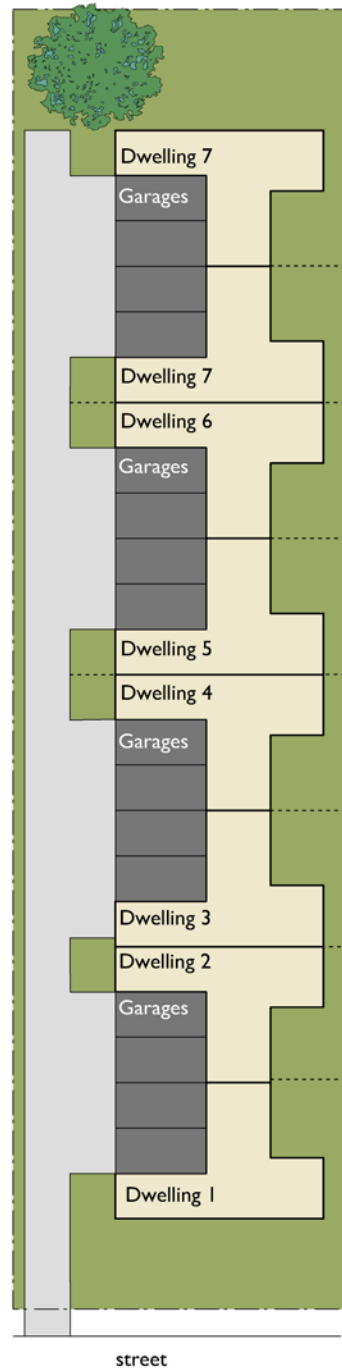 Dwelling 7
Garages
Dwelling 7
Dwelling 6
Garages
Dwelling 5
Dwelling 4
Garages
Dwelling 3
Dwelling 2
Garages
Dwelling 1
street